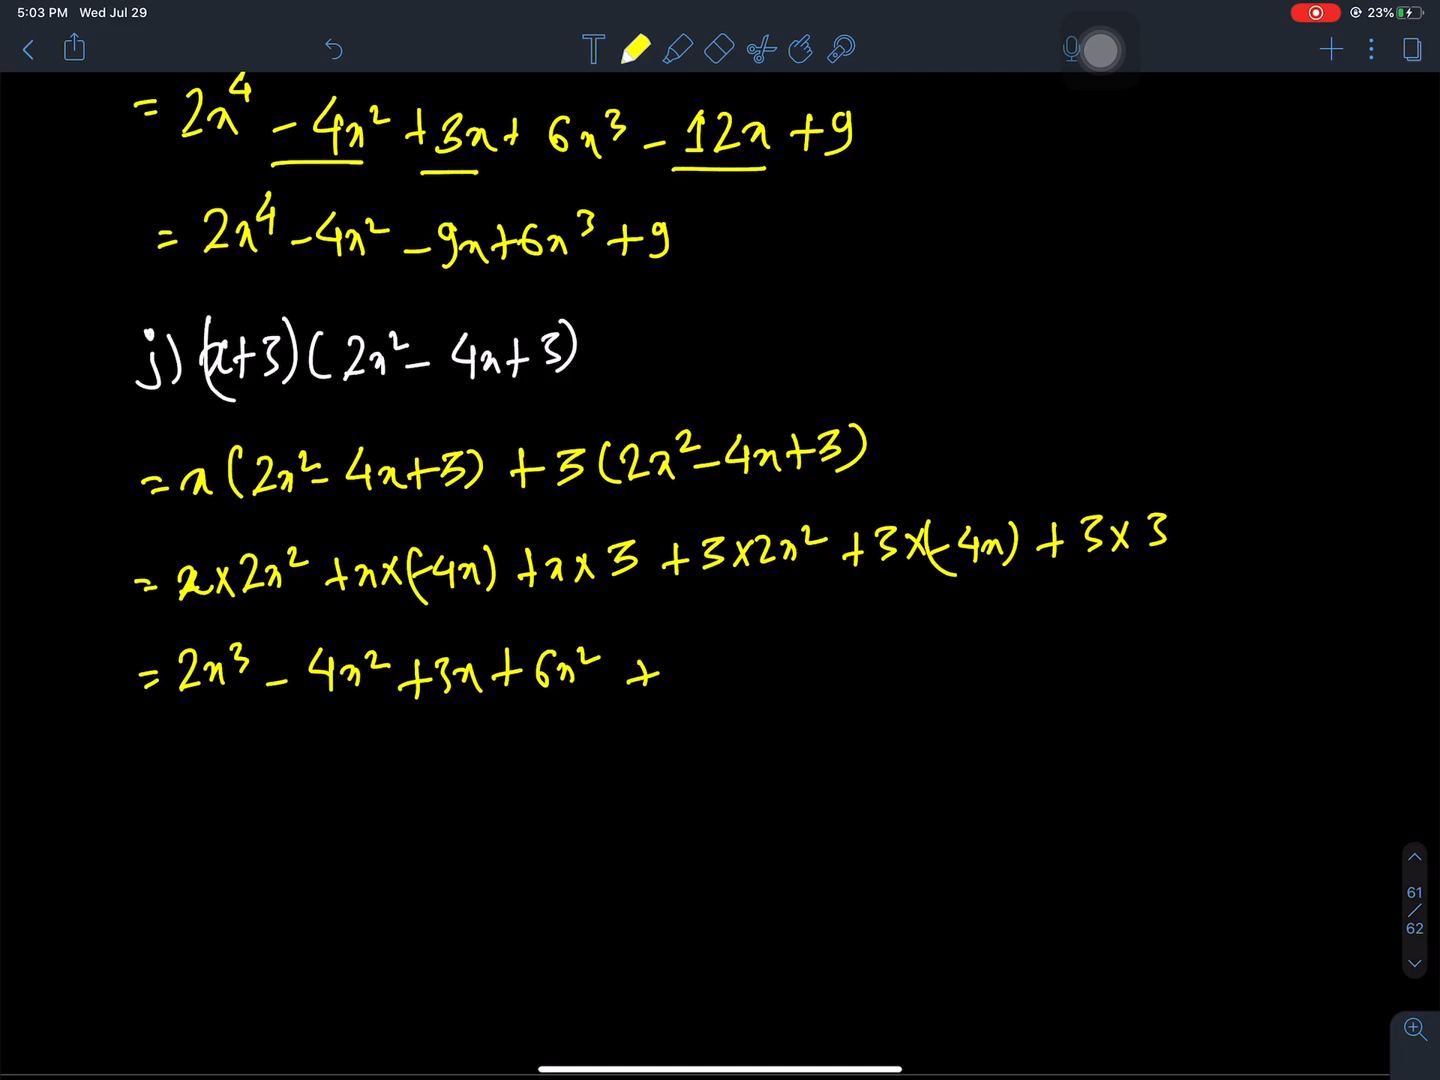 5:03 PM Wed Jul 29 23%
= 2x⁴ - 4x² + 3x + 6x³ - 12x + 9
= 2x⁴ - 4x² - 9x + 6x³ + 9
j) (x+3) (2x² - 4x + 3)
= x (2x² - 4x + 3) + 3 (2x² - 4x + 3)
= x × 2x² + x × (-4x) + x × 3 + 3 × 2x² + 3 × (-4x) + 3 × 3
= 2x³ - 4x² + 3x + 6x² +
61
/
62